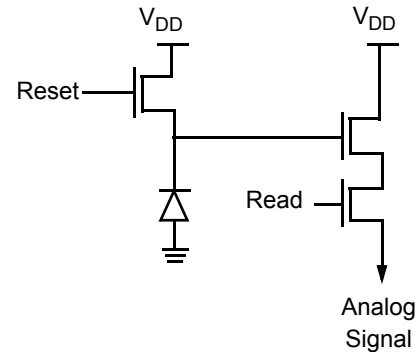 V_DD
V_DD
Reset
Read
Analog
Signal